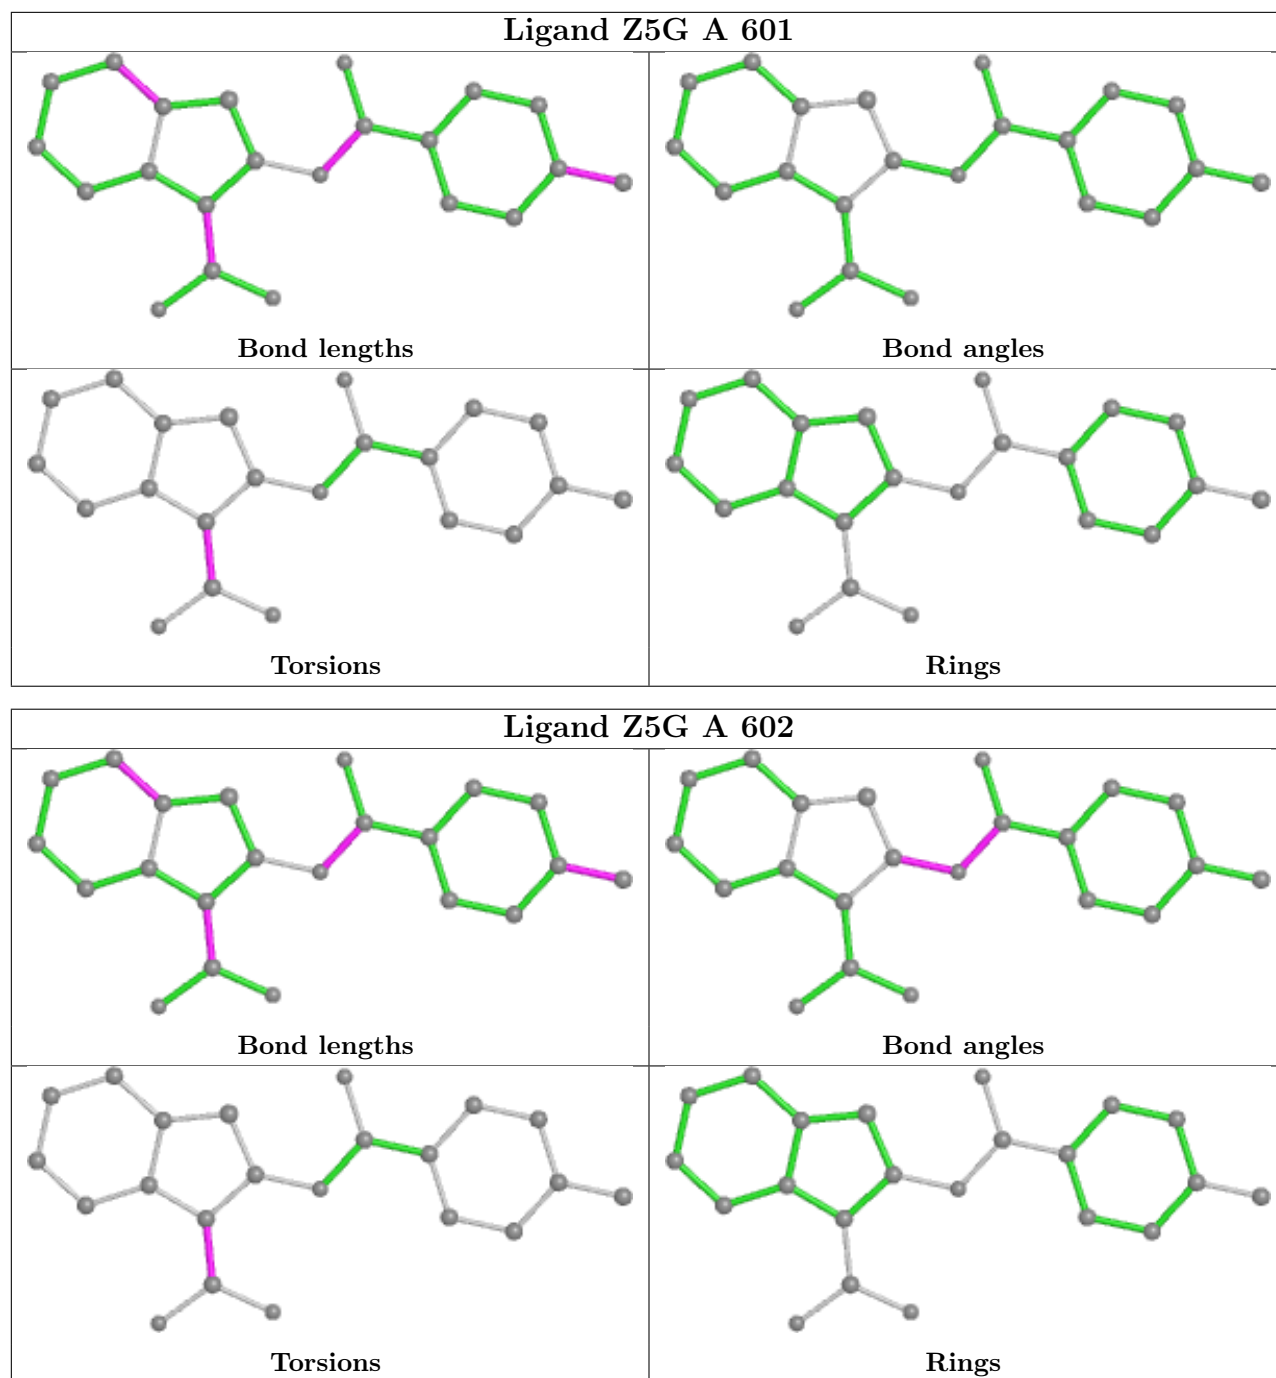 Ligand Z5G A 601
Bond lengths
Bond angles
Torsions
Rings
Ligand Z5G A 602
Bond lengths
Bond angles
Torsions
Rings